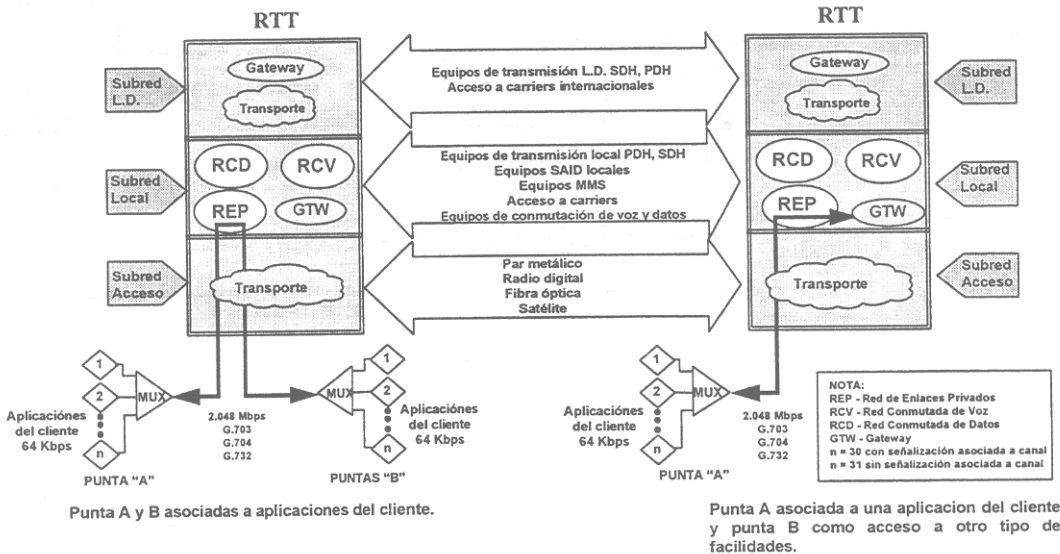 RTT
Gateway
Transporte
Subred
L.D.
RCD
RCV
REP
GTW
Subred
Local
Transporte
Subred
Acceso
Equipos de transmisión L.D. SDH, PDH
Acceso a carriers internacionales
Equipos de transmisión local PDH, SDH
Equipos SAID locales
Equipos MMS
Acceso a carriers
Equipos de conmutación de voz y datos
Par metálico
Radio digital
Fibra óptica
Satélite
RTT
Gateway
Transporte
Subred
L.D.
RCD
RCV
REP
GTW
Subred
Local
Transporte
Subred
Acceso
1
2
n
MUX
Aplicaciónes
del cliente
64 Kbps
PUNTA "A"
2.048 Mbps
G.703
G.704
G.732
MUX
1
2
n
Aplicaciónes
del cliente
64 Kbps
PUNTAS "B"
Punta A y B asociadas a aplicaciones del cliente.
1
2
n
MUX
Aplicaciónes
del cliente
64 Kbps
PUNTA "A"
2.048 Mbps
G.703
G.704
G.732
NOTA:
REP - Red de Enlaces Privados
RCV - Red Conmutada de Voz
RCD - Red Conmutada de Datos
GTW - Gateway
n = 30 con señalización asociada a canal
n = 31 sin señalización asociada a canal
Punta A asociada a una aplicacion del cliente
y punta B como acceso a otro tipo de
facilidades.